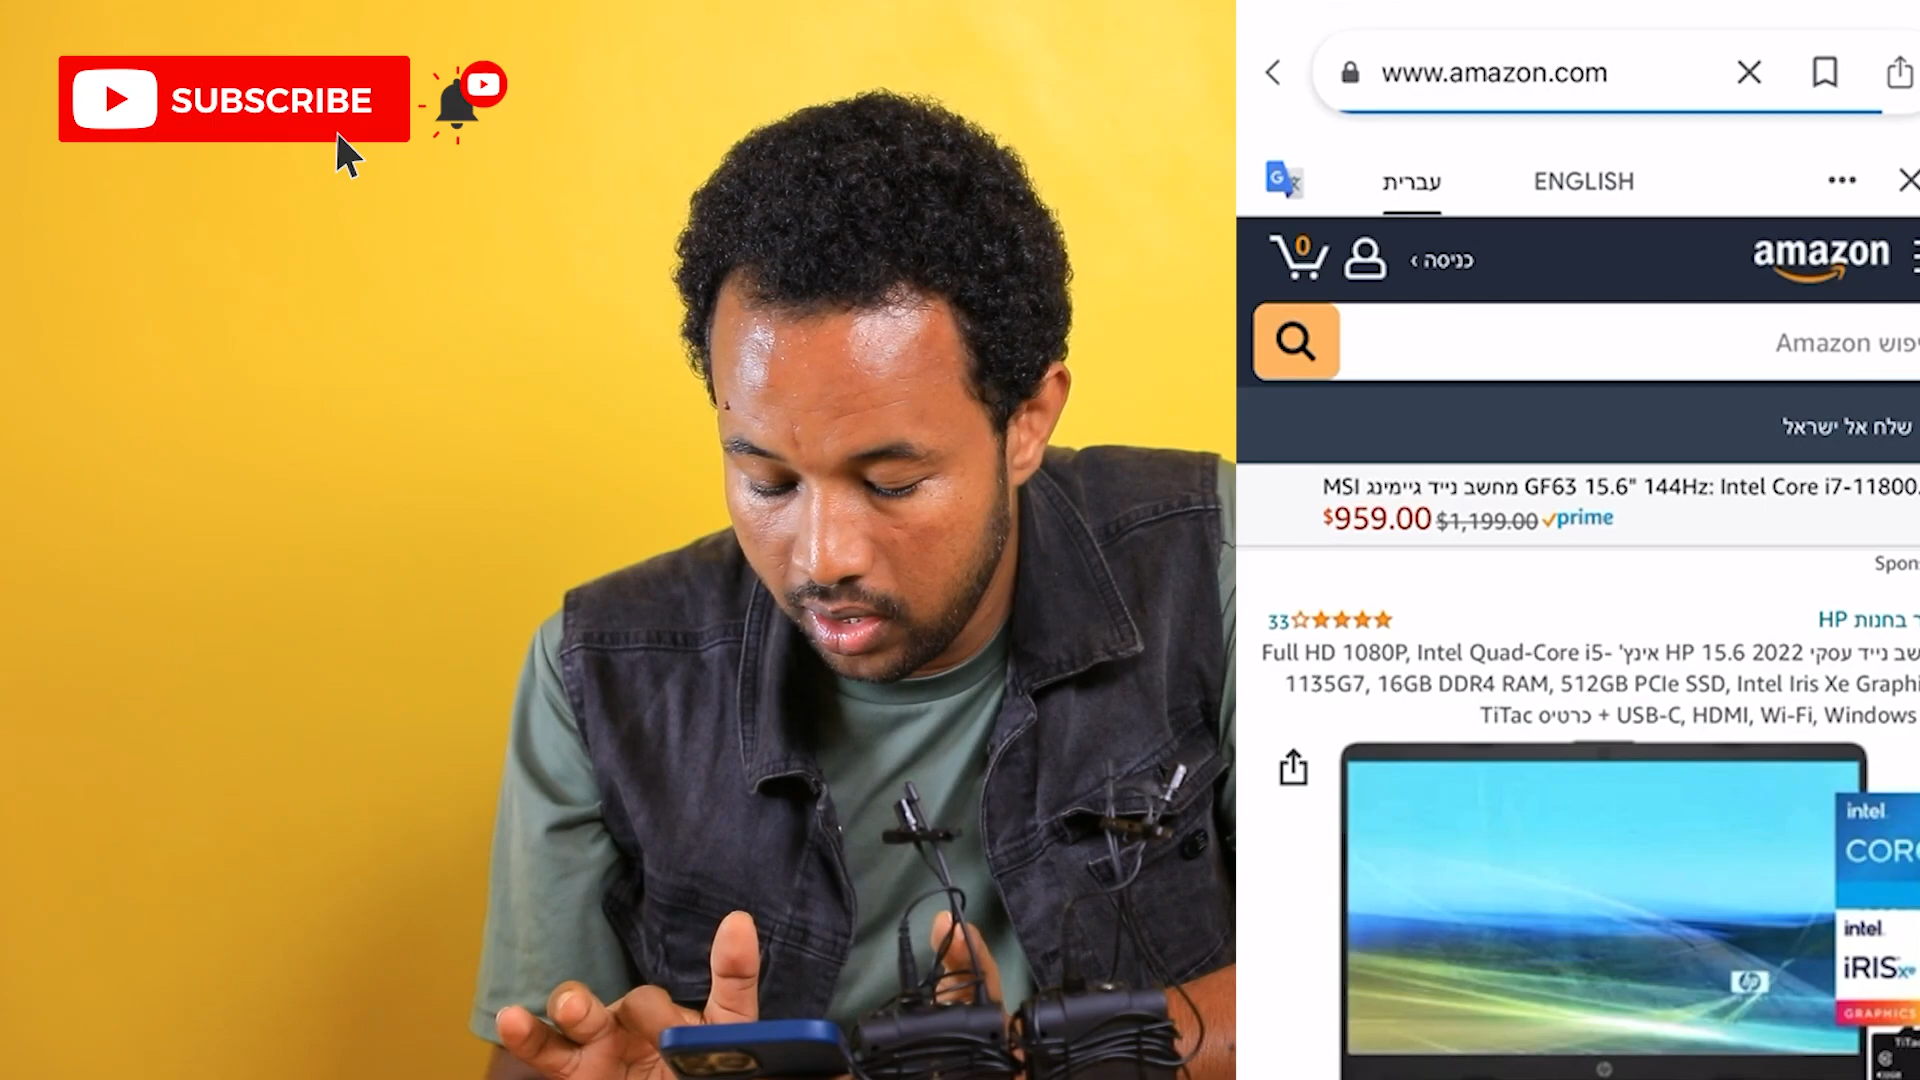 SUBSCRIBE
www.amazon.com
עברית ENGLISH
0 כניסה ›
amazon
Amazon
שלח אל ישראל
MSI מחשב נייד גיימינג GF63 15.6" 144Hz: Intel Core i7-11800
$959.00 $1,199.00 prime
33
HP בחנות
נייד עסקי 2022 HP 15.6 אינץ' Full HD 1080P, Intel Quad-Core i5-
1135G7, 16GB DDR4 RAM, 512GB PCIe SSD, Intel Iris Xe
TiTac כרטיס + USB-C, HDMI, Wi-Fi, Windows
intel
intel
iRIS xe
GRAPHICS
hp